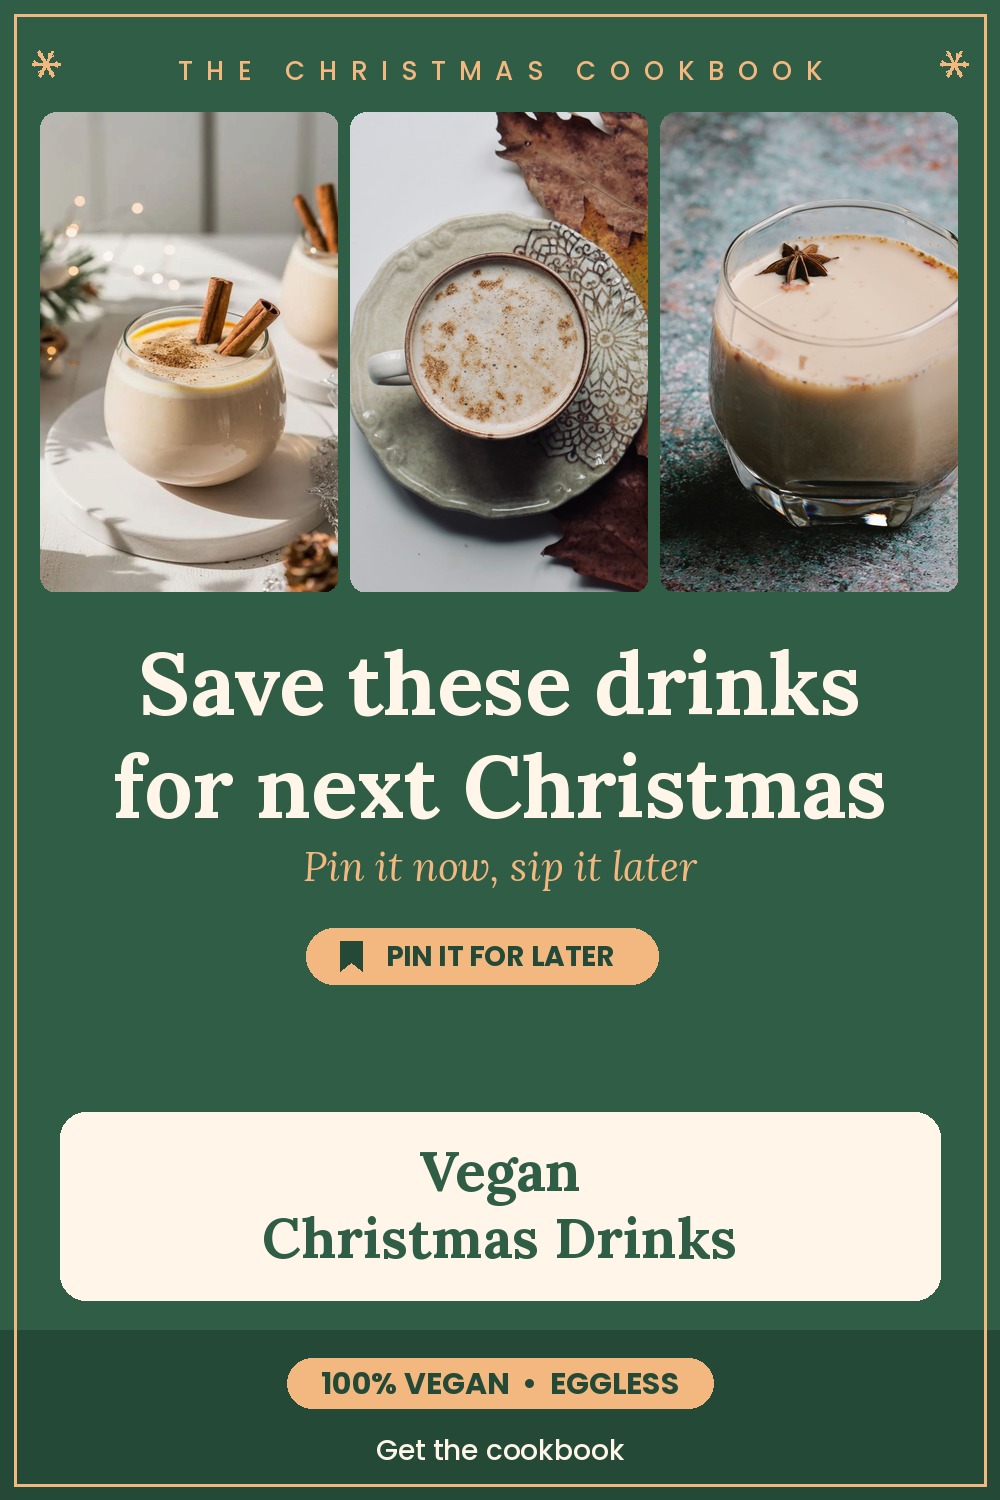 THE CHRISTMAS COOKBOOK
Save these drinks
for next Christmas
Pin it now, sip it later
PIN IT FOR LATER
Vegan
Christmas Drinks
100% VEGAN • EGGLESS
Get the cookbook